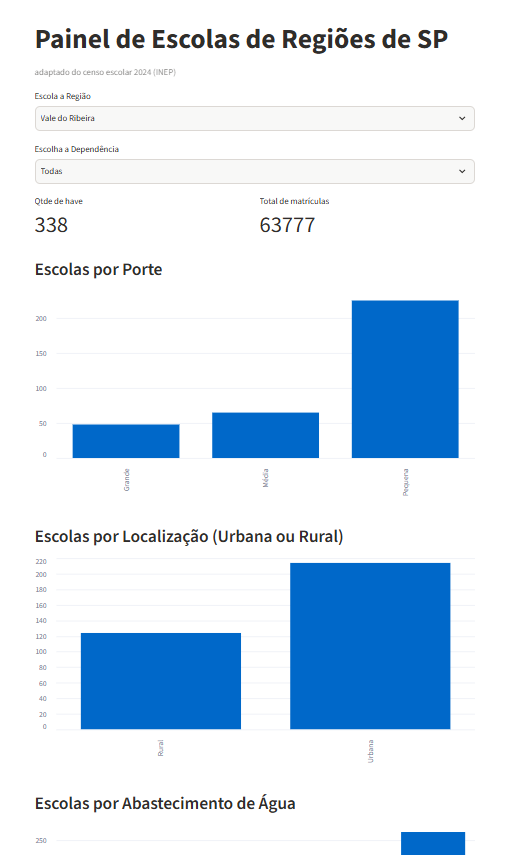 Painel de Escolas de Regiões de SP
adaptado do censo escolar 2024 (INEP)
Escola a Região
Vale do Ribeira
Escolha a Dependência
Todas
Qtde de have
Total de matrículas
338
63777
Escolas por Porte
200
150
100
50
0
Grande
Média
Pequena
Escolas por Localização (Urbana ou Rural)
220
200
180
160
140
120
100
80
60
40
20
0
Rural
Urbana
Escolas por Abastecimento de Água
250